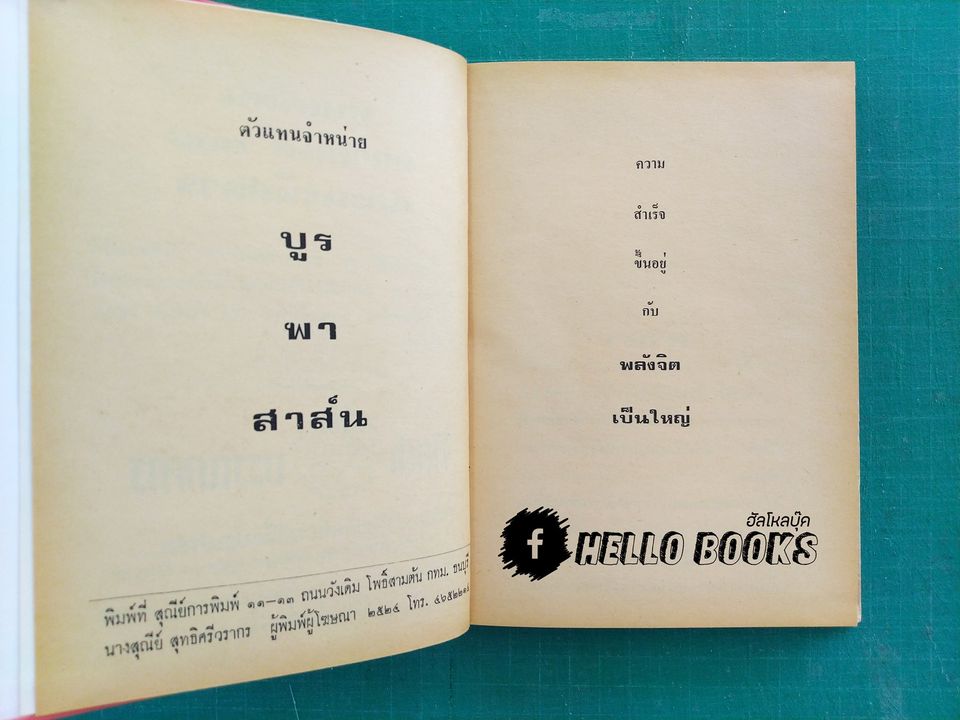 ตัวแทนจำหน่าย
บูร
พา
สาส์น
พิมพ์ที่ สุณีย์การพิมพ์ ๑๑—๑๓ ถนนวังเดิม โพธิ์สามต้น กทม. ธนบุรี
นางสุณีย์ สุทธิศรีวรากร ผู้พิมพ์ผู้โฆษณา ๒๕๒๔ โทร.
ความ
สำเร็จ
ขึ้นอยู่
กับ
พลังจิต
เป็นใหญ่
ฮัลโหลบุ๊ค
f HELLO BOOKS